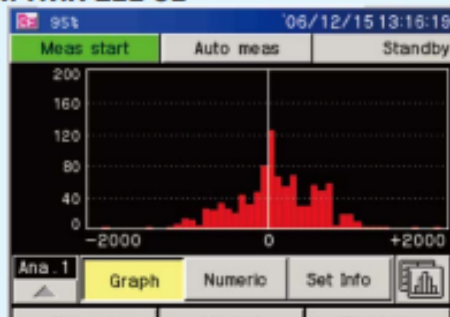 95%
'06/12/15 13:16:19
Meas start Auto meas Standby
200
160
120
80
40
0
-2000 0 +2000
Ana.1 Graph Numeric Set Info